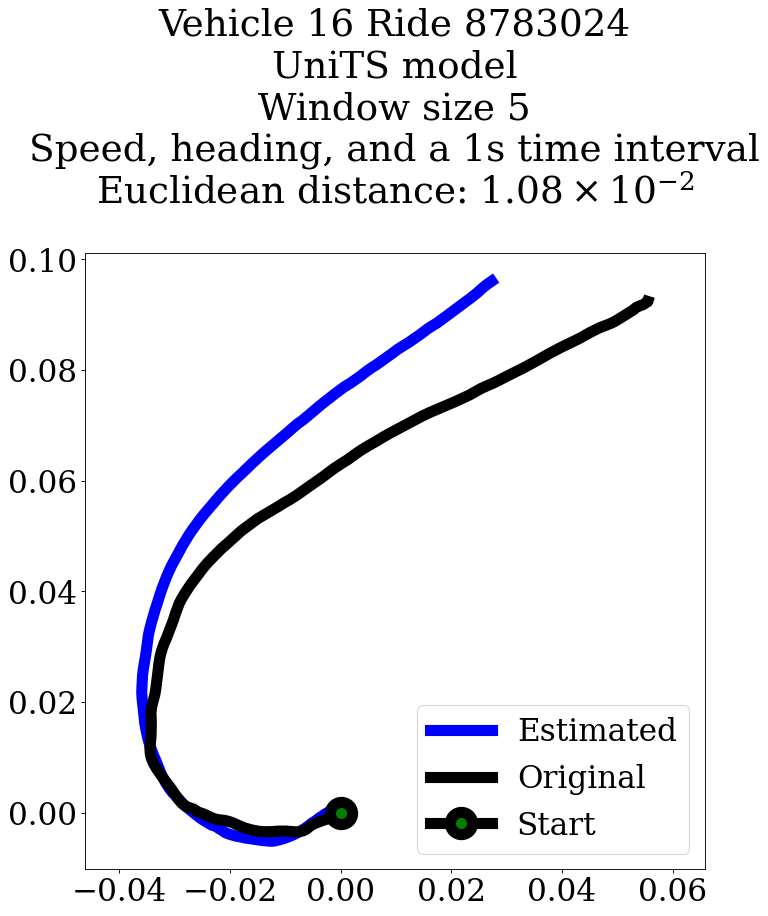 Vehicle 16 Ride 8783024
UniTS model
Window size 5
Speed, heading, and a 1s time interval
Euclidean distance: 1.08 × 10⁻²
0.10
0.08
0.06
0.04
0.02
0.00
Estimated
Original
Start
−0.04 −0.02 0.00 0.02 0.04 0.06